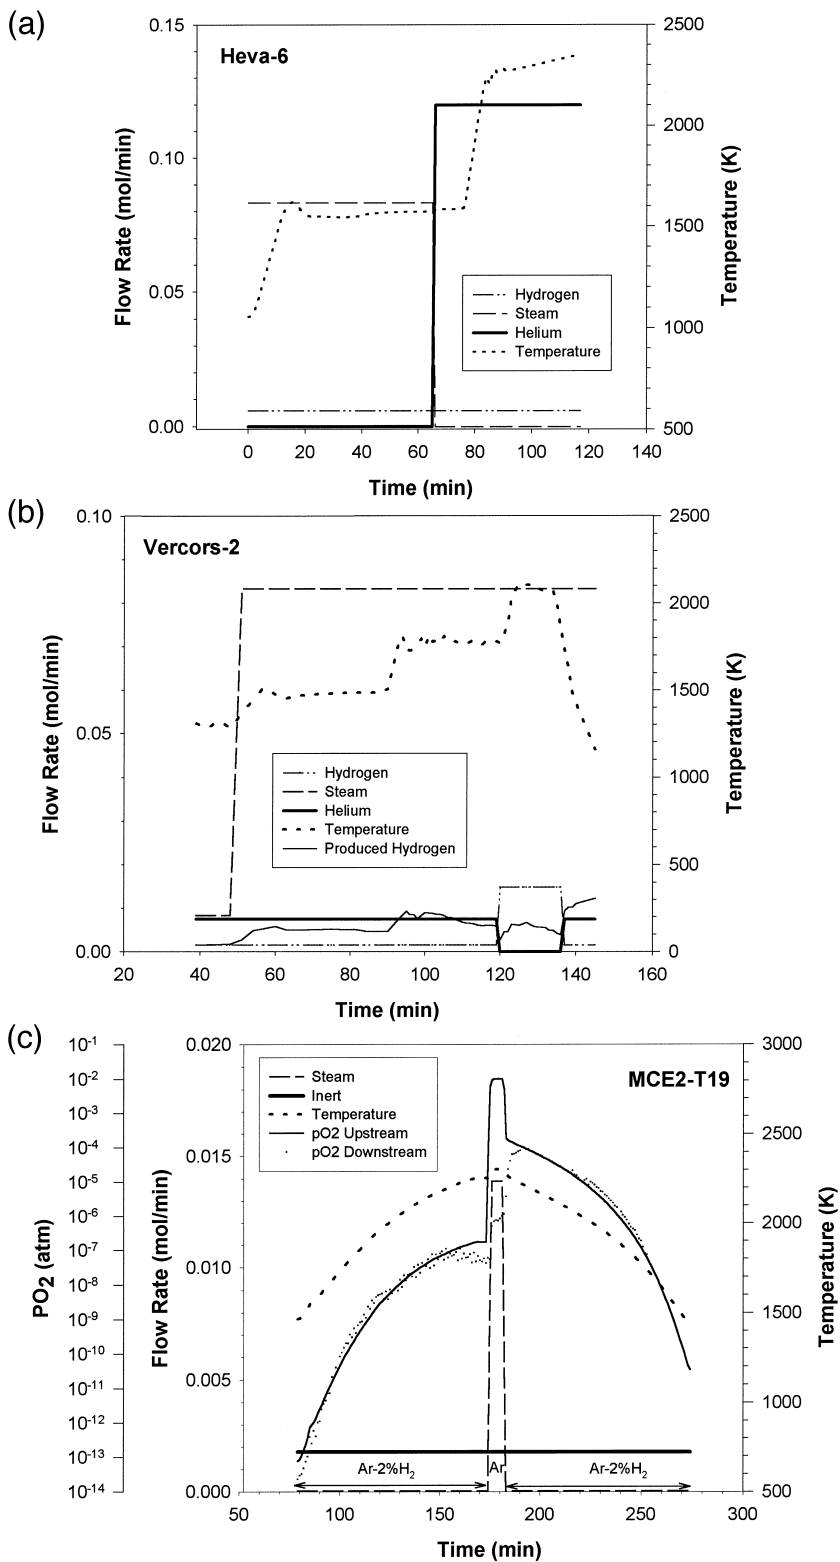 (a)
Heva-6
0.15
0.10
0.05
0.00
Flow Rate (mol/min)
2500
2000
1500
1000
500
Temperature (K)
Hydrogen
Steam
Helium
Temperature
0 20 40 60 80 100 120 140
Time (min)
(b)
Vercors-2
0.10
0.05
0.00
Flow Rate (mol/min)
2500
2000
1500
1000
500
0
Temperature (K)
Hydrogen
Steam
Helium
Temperature
Produced Hydrogen
20 40 60 80 100 120 140 160
Time (min)
(c)
MCE2-T19
10-1
10-2
10-3
10-4
10-5
10-6
10-7
10-8
10-9
10-10
10-11
10-12
10-13
10-14
PO2 (atm)
0.020
0.015
0.010
0.005
0.000
Flow Rate (mol/min)
3000
2500
2000
1500
1000
500
Temperature (K)
Steam
Inert
Temperature
pO2 Upstream
pO2 Downstream
Ar-2%H2 Ar Ar-2%H2
50 100 150 200 250 300
Time (min)